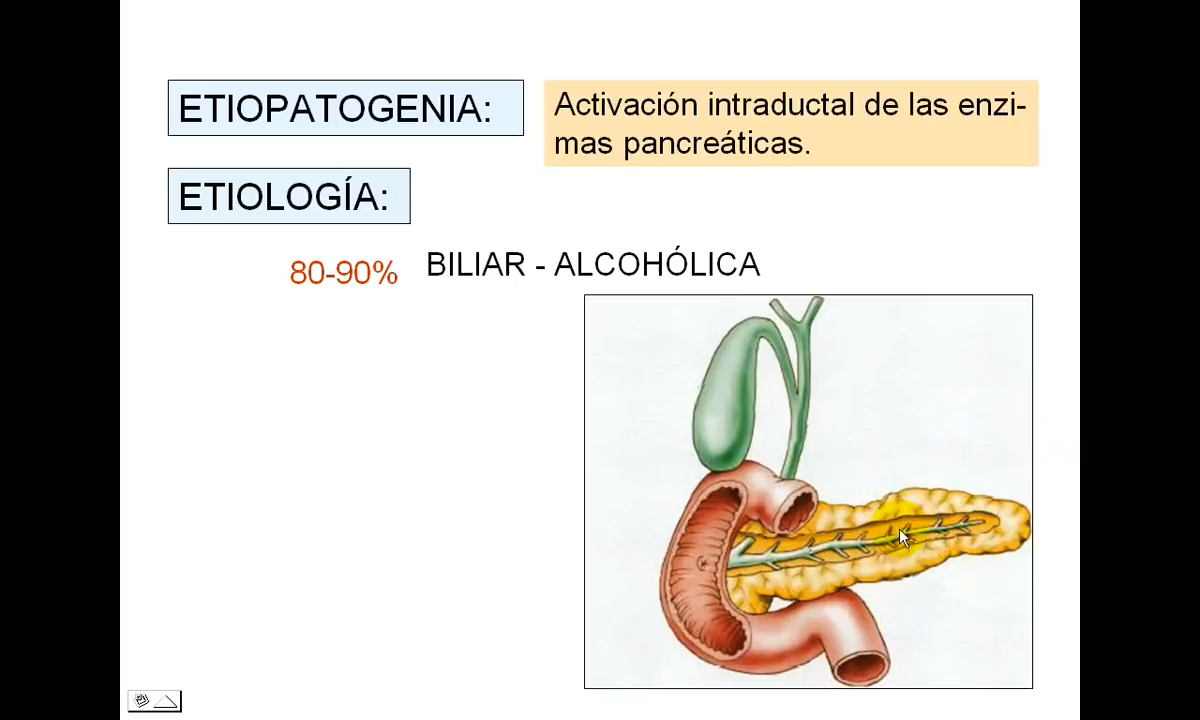 ETIOPATOGENIA:
Activación intraductal de las enzi-
mas pancreáticas.
ETIOLOGÍA:
80-90%
BILIAR - ALCOHÓLICA